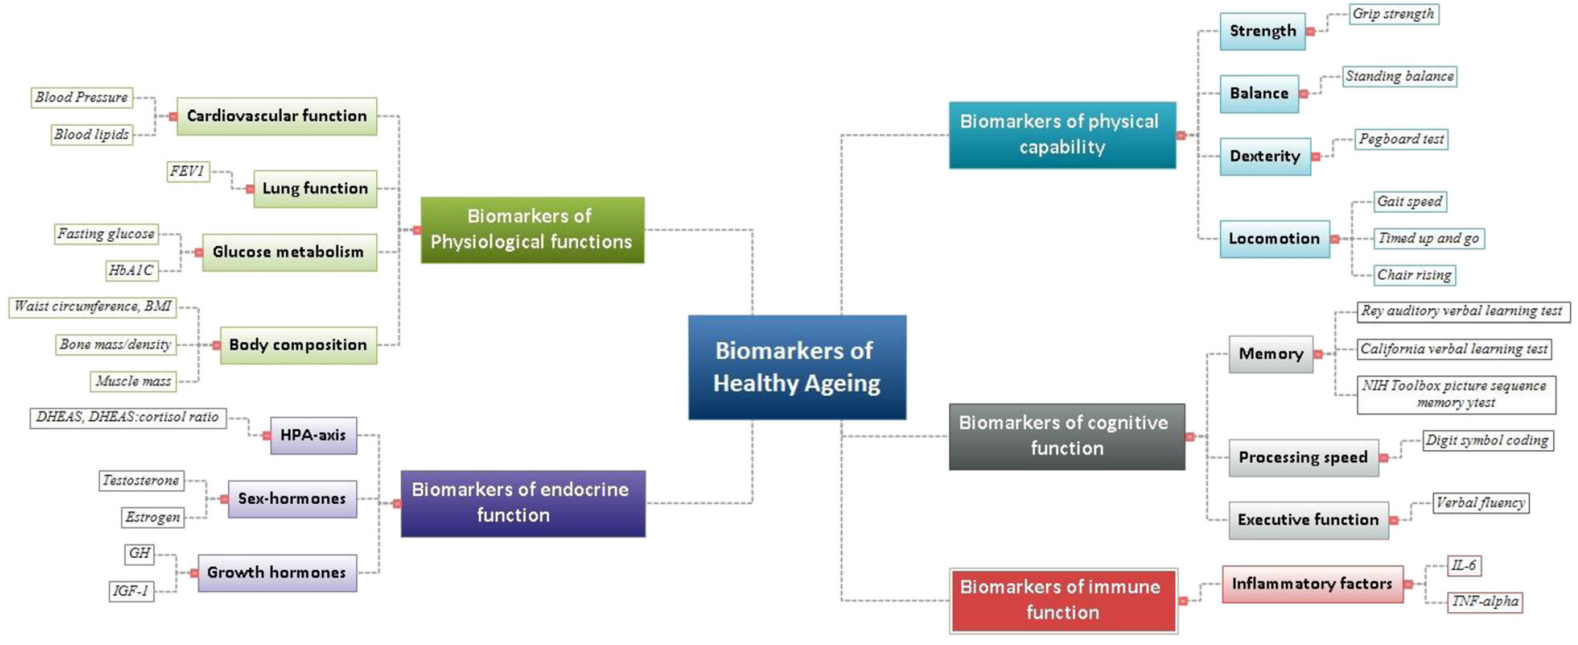 Biomarkers of
Healthy Ageing
Biomarkers of
Physiological functions
Cardiovascular function
Blood Pressure
Blood lipids
Lung function
FEV1
Glucose metabolism
Fasting glucose
HbA1C
Body composition
Waist circumference, BMI
Bone mass/density
Muscle mass
Biomarkers of endocrine
function
HPA-axis
DHEAS, DHEAS:cortisol ratio
Sex-hormones
Testosterone
Estrogen
Growth hormones
GH
IGF-1
Biomarkers of physical
capability
Strength
Grip strength
Balance
Standing balance
Dexterity
Pegboard test
Locomotion
Gait speed
Timed up and go
Chair rising
Biomarkers of cognitive
function
Memory
Rey auditory verbal learning test
California verbal learning test
NIH Toolbox picture sequence
memory ytest
Processing speed
Digit symbol coding
Executive function
Verbal fluency
Biomarkers of immune
function
Inflammatory factors
IL-6
TNF-alpha